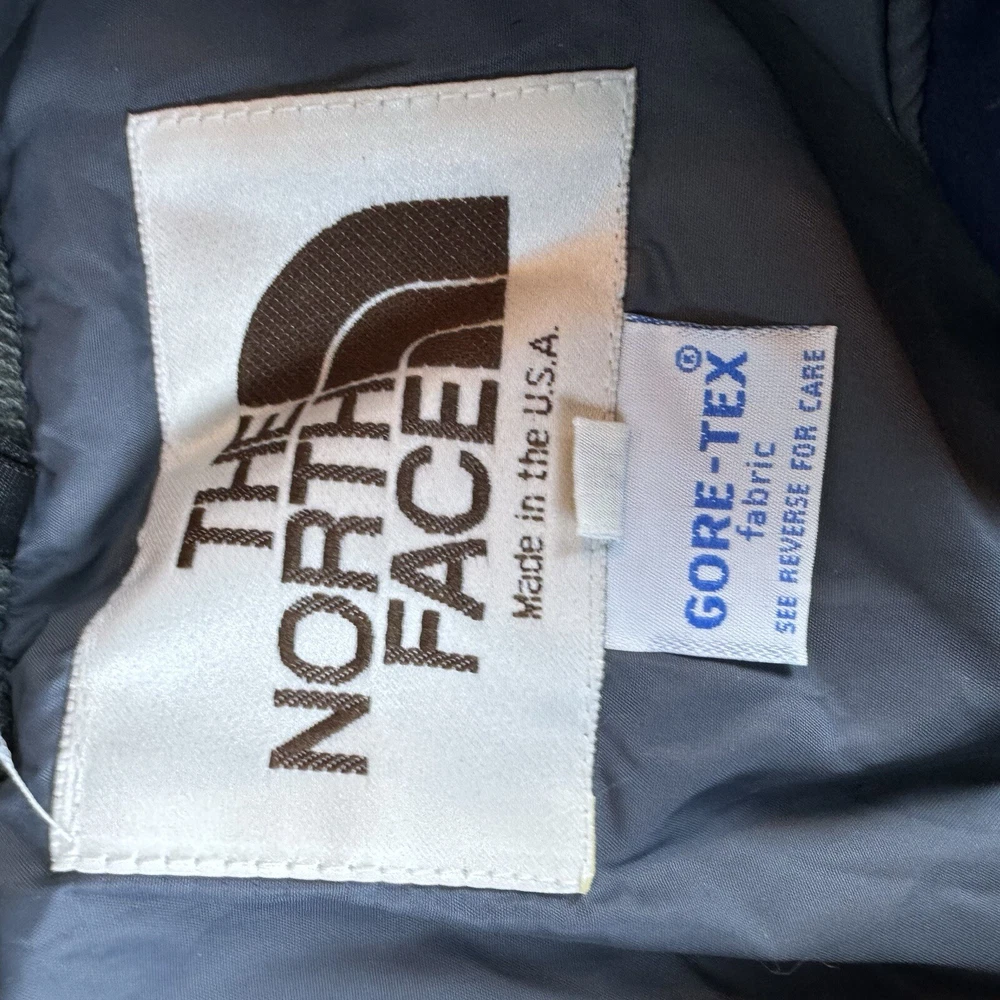 THE
NORTH
FACE
Made in the U.S.A.
GORE-TEX®
fabric
SEE REVERSE FOR CARE